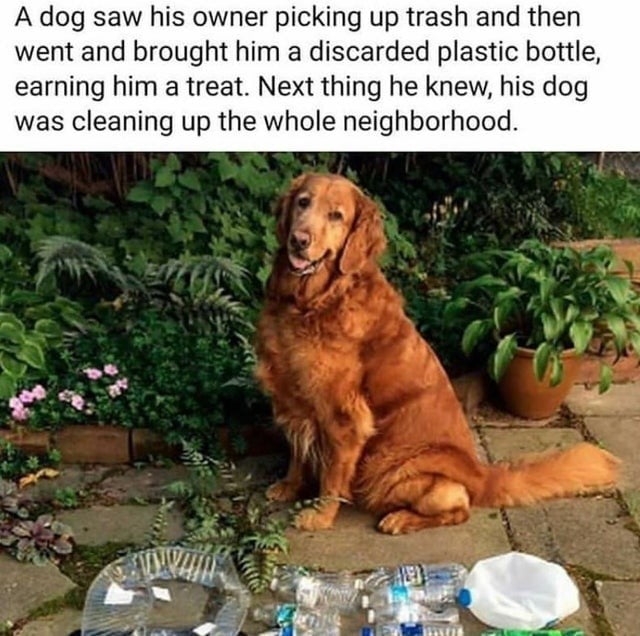 A dog saw his owner picking up trash and then
went and brought him a discarded plastic bottle,
earning him a treat. Next thing he knew, his dog
was cleaning up the whole neighborhood.